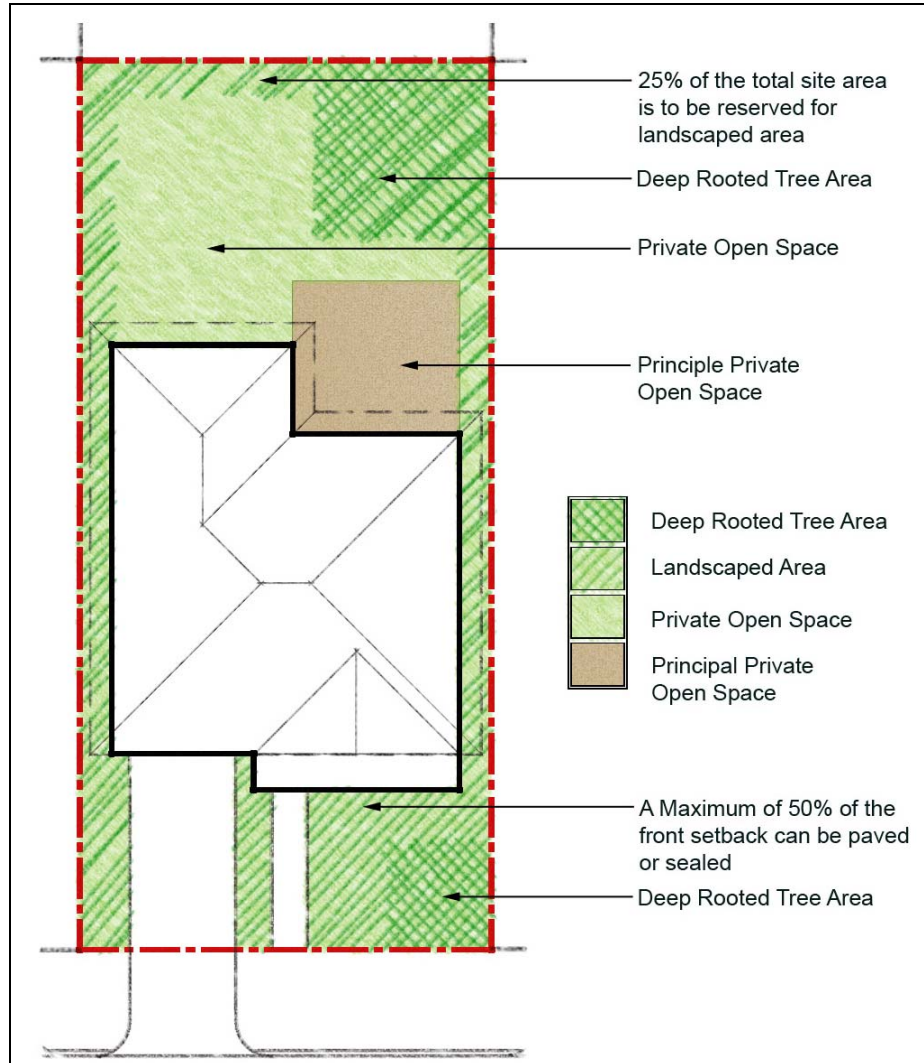 25% of the total site area
is to be reserved for
landscaped area
Deep Rooted Tree Area
Private Open Space
Principle Private
Open Space
Deep Rooted Tree Area
Landscaped Area
Private Open Space
Principal Private
Open Space
A Maximum of 50% of the
front setback can be paved
or sealed
Deep Rooted Tree Area